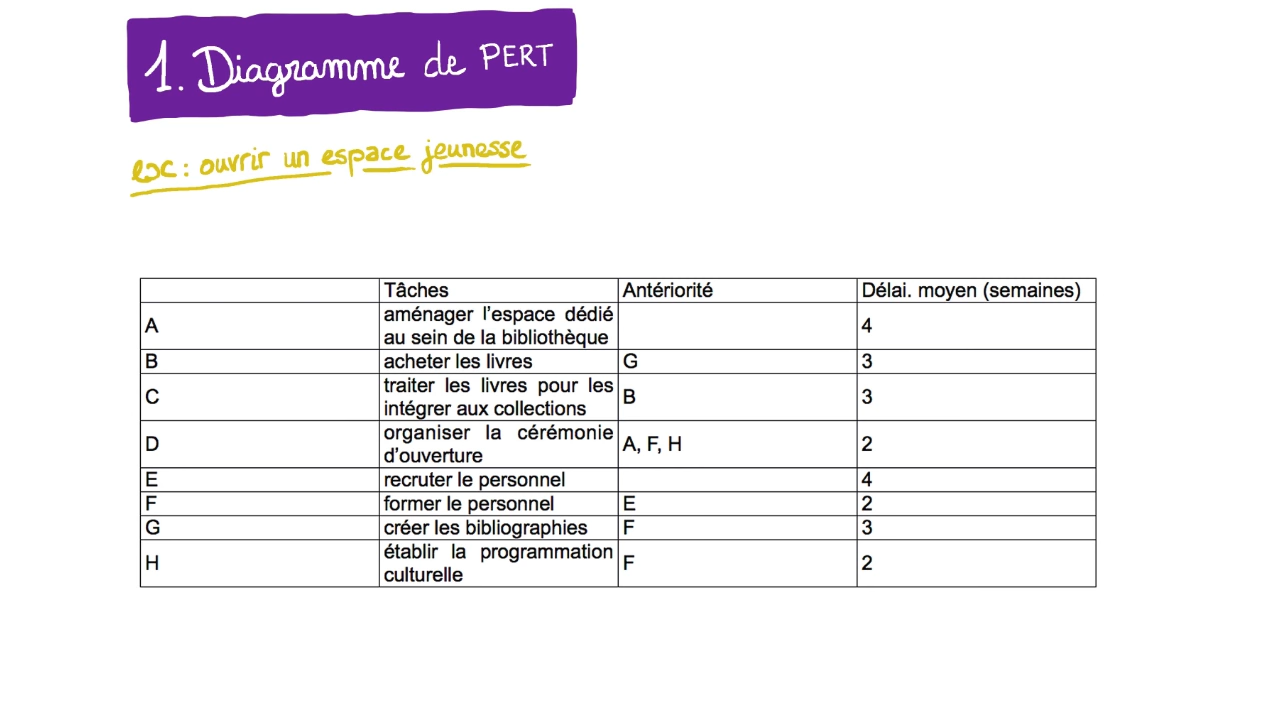 1. Diagramme de PERT
ex : ouvrir un espace jeunesse
Tâches Antériorité Délai. moyen (semaines)
A aménager l'espace dédié au sein de la bibliothèque 4
B acheter les livres G 3
C traiter les livres pour les intégrer aux collections B 3
D organiser la cérémonie d'ouverture A, F, H 2
E recruter le personnel 4
F former le personnel E 2
G créer les bibliographies F 3
H établir la programmation culturelle F 2